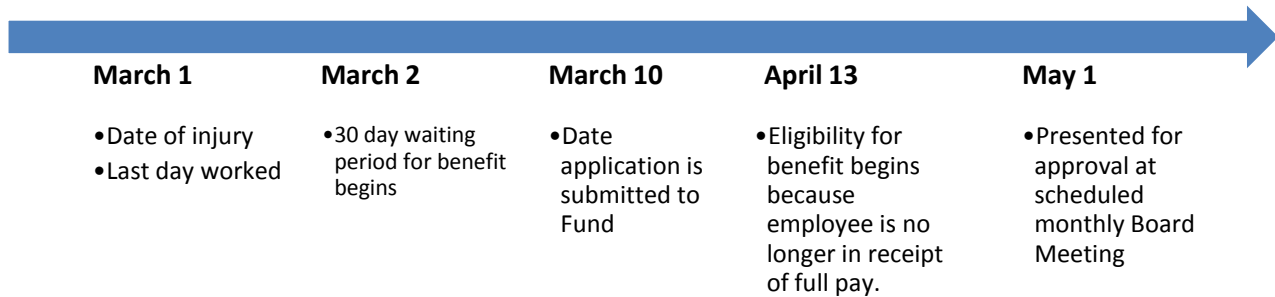 March 1
•Date of injury
•Last day worked
March 2
•30 day waiting
period for benefit
begins
March 10
•Date
application is
submitted to
Fund
April 13
•Eligibility for
benefit begins
because
employee is no
longer in receipt
of full pay.
May 1
•Presented for
approval at
scheduled
monthly Board
Meeting